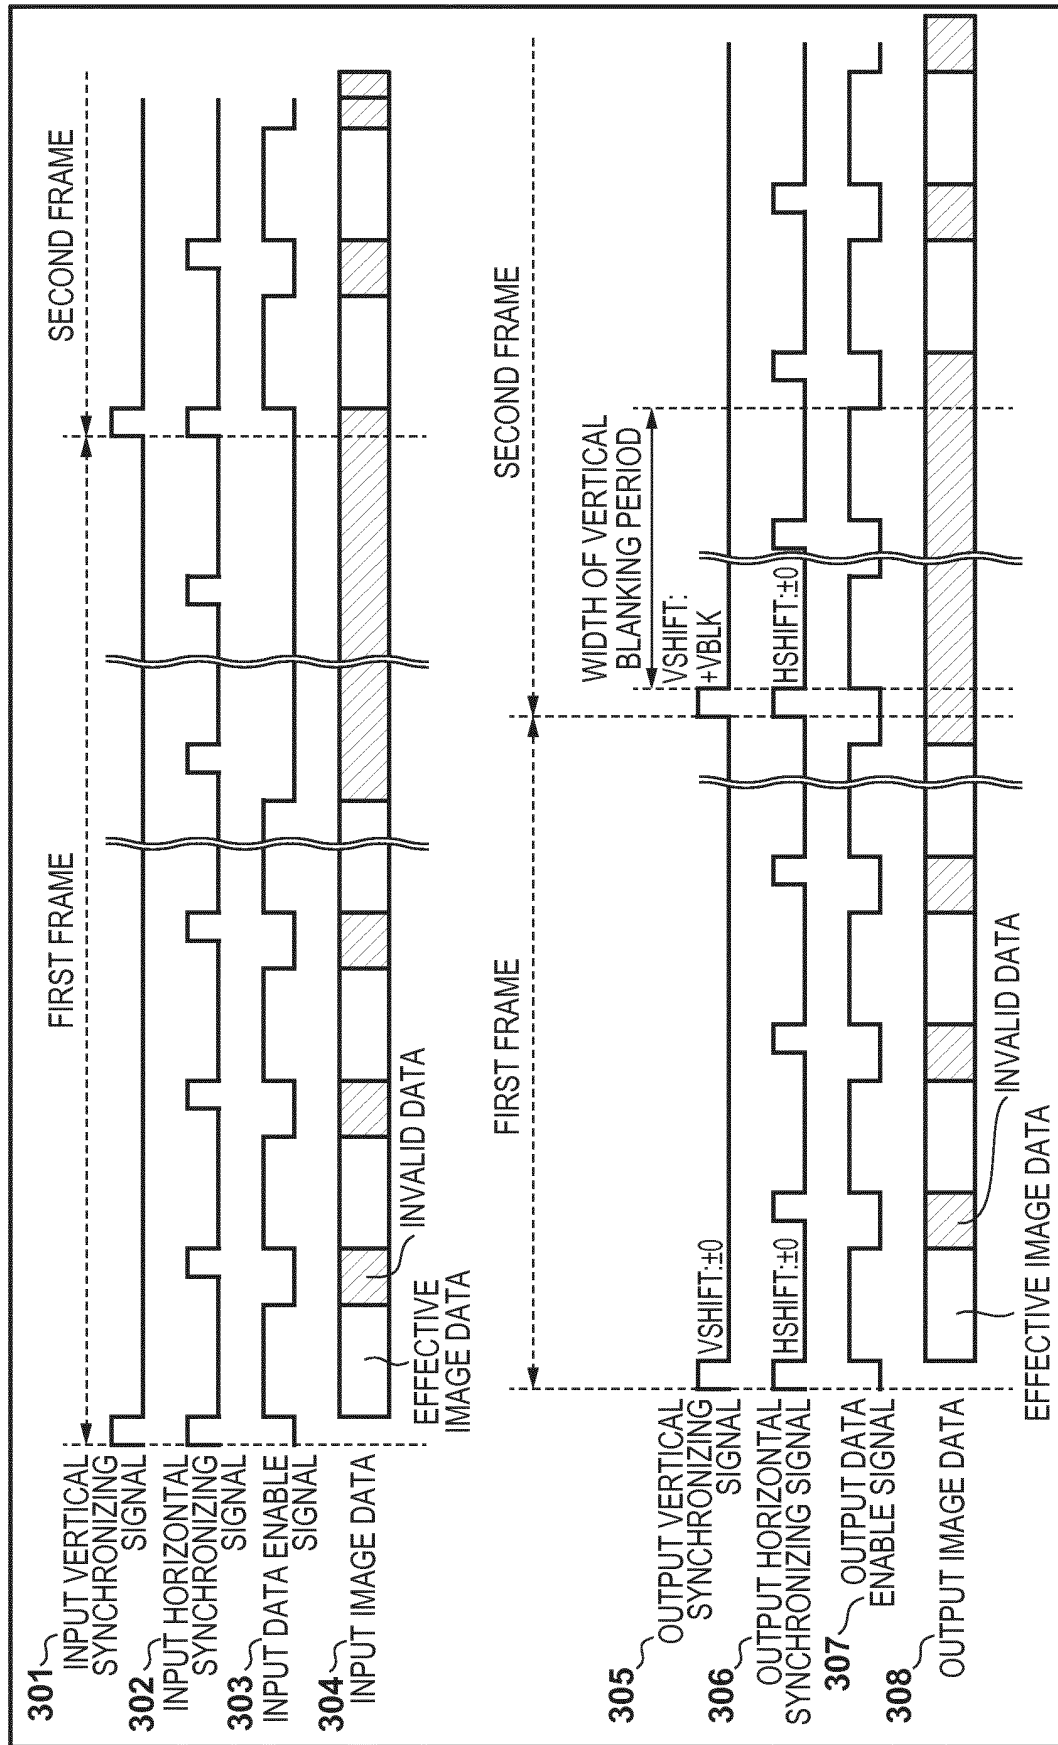 FIRST FRAME
SECOND FRAME
301
INPUT VERTICAL
SYNCHRONIZING
SIGNAL
302
INPUT HORIZONTAL
SYNCHRONIZING
SIGNAL
303
INPUT DATA ENABLE
SIGNAL
304
INPUT IMAGE DATA
EFFECTIVE
IMAGE DATA
INVALID DATA
FIRST FRAME
SECOND FRAME
WIDTH OF VERTICAL
BLANKING PERIOD
305
OUTPUT VERTICAL
SYNCHRONIZING
SIGNAL
VSHIFT:±0
VSHIFT:
+VBLK
306
OUTPUT HORIZONTAL
SYNCHRONIZING SIGNAL
HSHIFT:±0
HSHIFT:±0
307
OUTPUT DATA
ENABLE SIGNAL
308
OUTPUT IMAGE DATA
EFFECTIVE IMAGE DATA
INVALID DATA